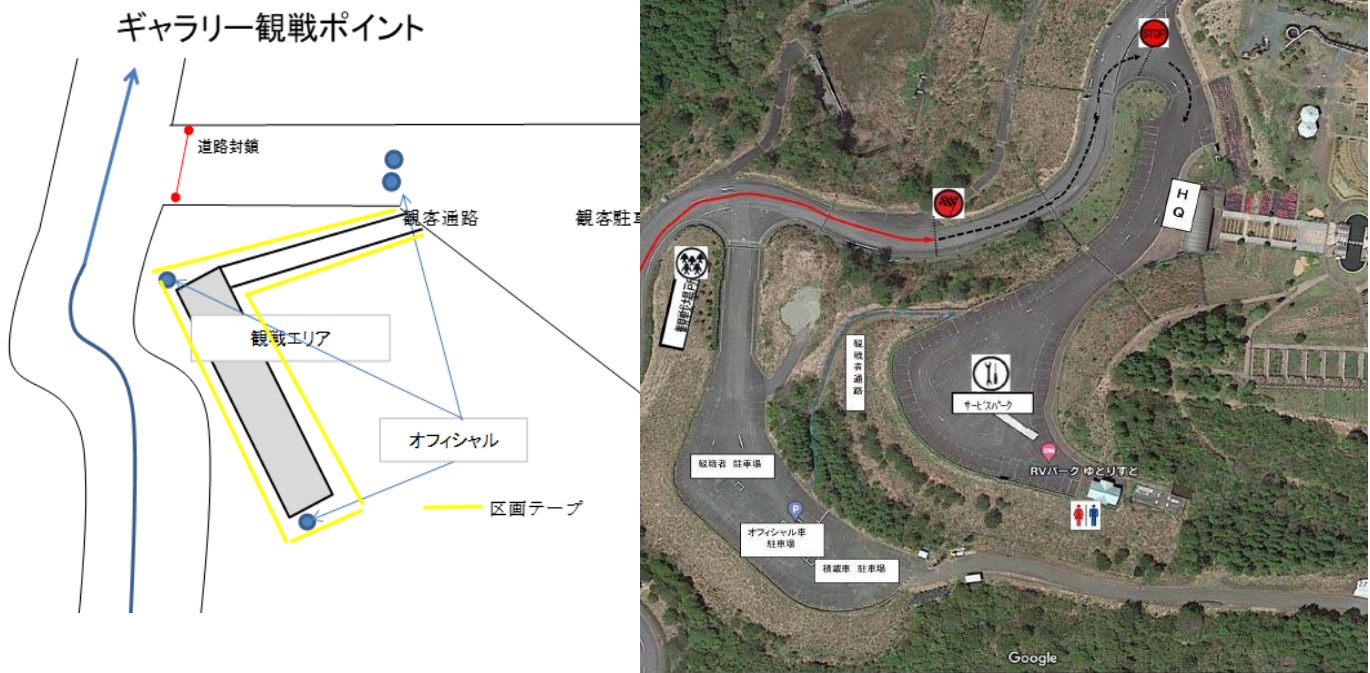 ギャラリー観戦ポイント
道路封鎖
観客通路
観客駐車
観戦エリア
オフィシャル
区画テープ
STOP
HQ
観戦者通路
サービスパーク
RVパーク ゆとりすと
観戦者 駐車場
P
オフィシャル車
駐車場
積載車 駐車場
Google